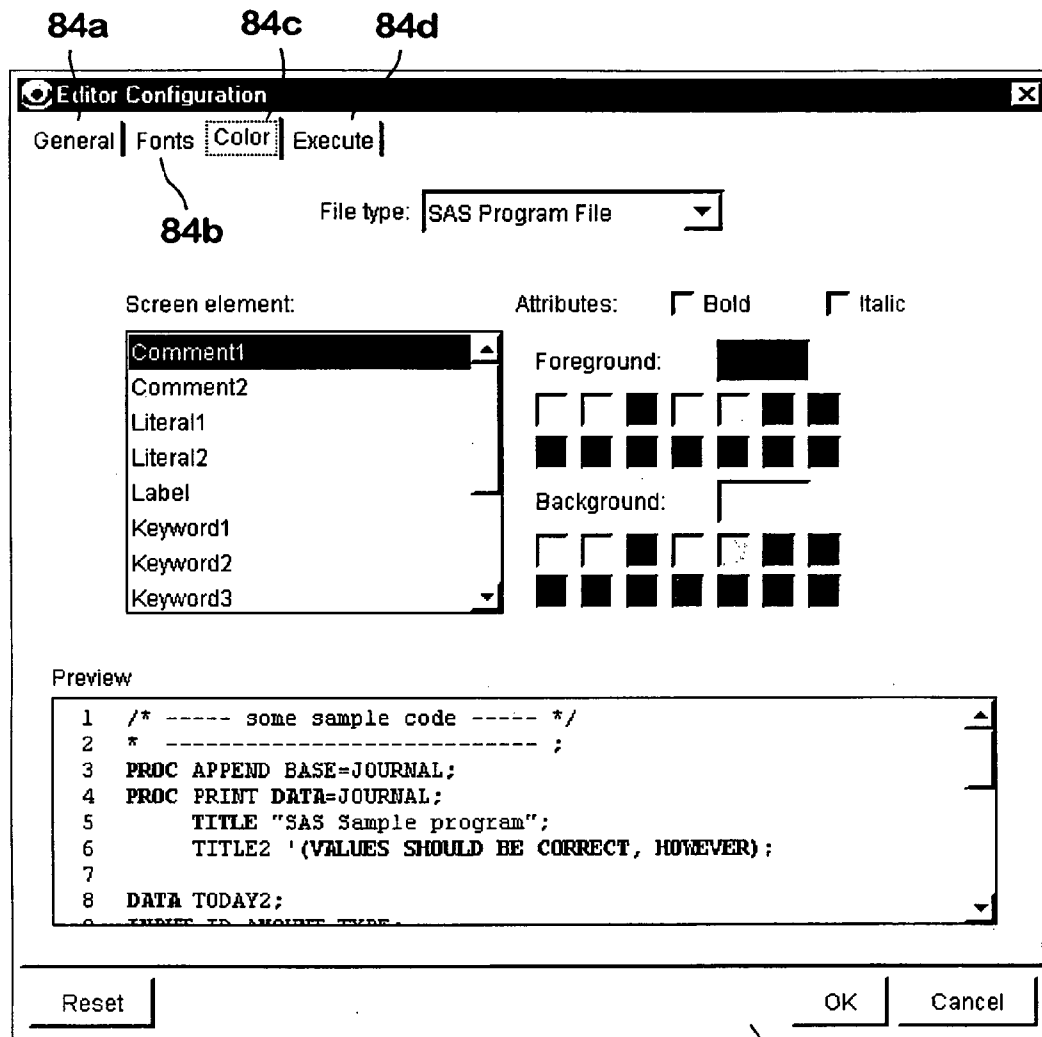 84a 84c 84d
Editor Configuration
General Fonts Color Execute
84b
File type: SAS Program File
Screen element:
Attributes: Bold Italic
Comment1
Comment2
Literal1
Literal2
Label
Keyword1
Keyword2
Keyword3
Foreground:
Background:
Preview
1 /* ----- some sample code ----- */
2 * ---------------------------- ;
3 PROC APPEND BASE=JOURNAL;
4 PROC PRINT DATA=JOURNAL;
5 TITLE "SAS Sample program";
6 TITLE2 '(VALUES SHOULD BE CORRECT, HOWEVER);
7
8 DATA TODAY2;
Reset OK Cancel